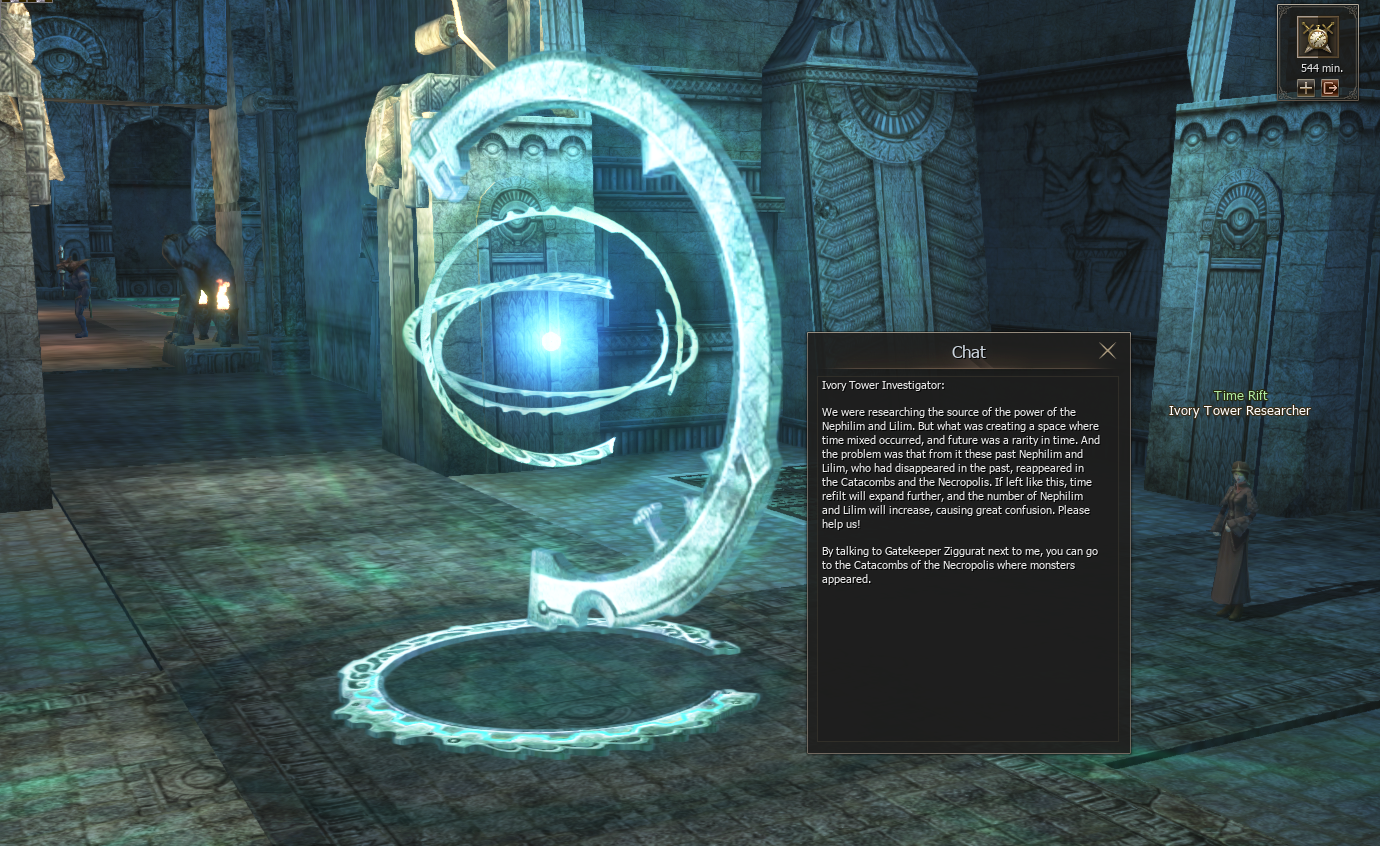 544 min.
Chat
Ivory Tower Investigator:
We were researching the source of the power of the
Nephilim and Lilim. But what was creating a space where
time mixed occurred, and future was a rarity in time. And
the problem was that from it these past Nephilim and
Lilim, who had disappeared in the past, reappeared in
the Catacombs and the Necropolis. If left like this, time
refilt will expand further, and the number of Nephilim
and Lilim will increase, causing great confusion. Please
help us!
By talking to Gatekeeper Ziggurat next to me, you can go
to the Catacombs of the Necropolis where monsters
appeared.
Time Rift
Ivory Tower Researcher